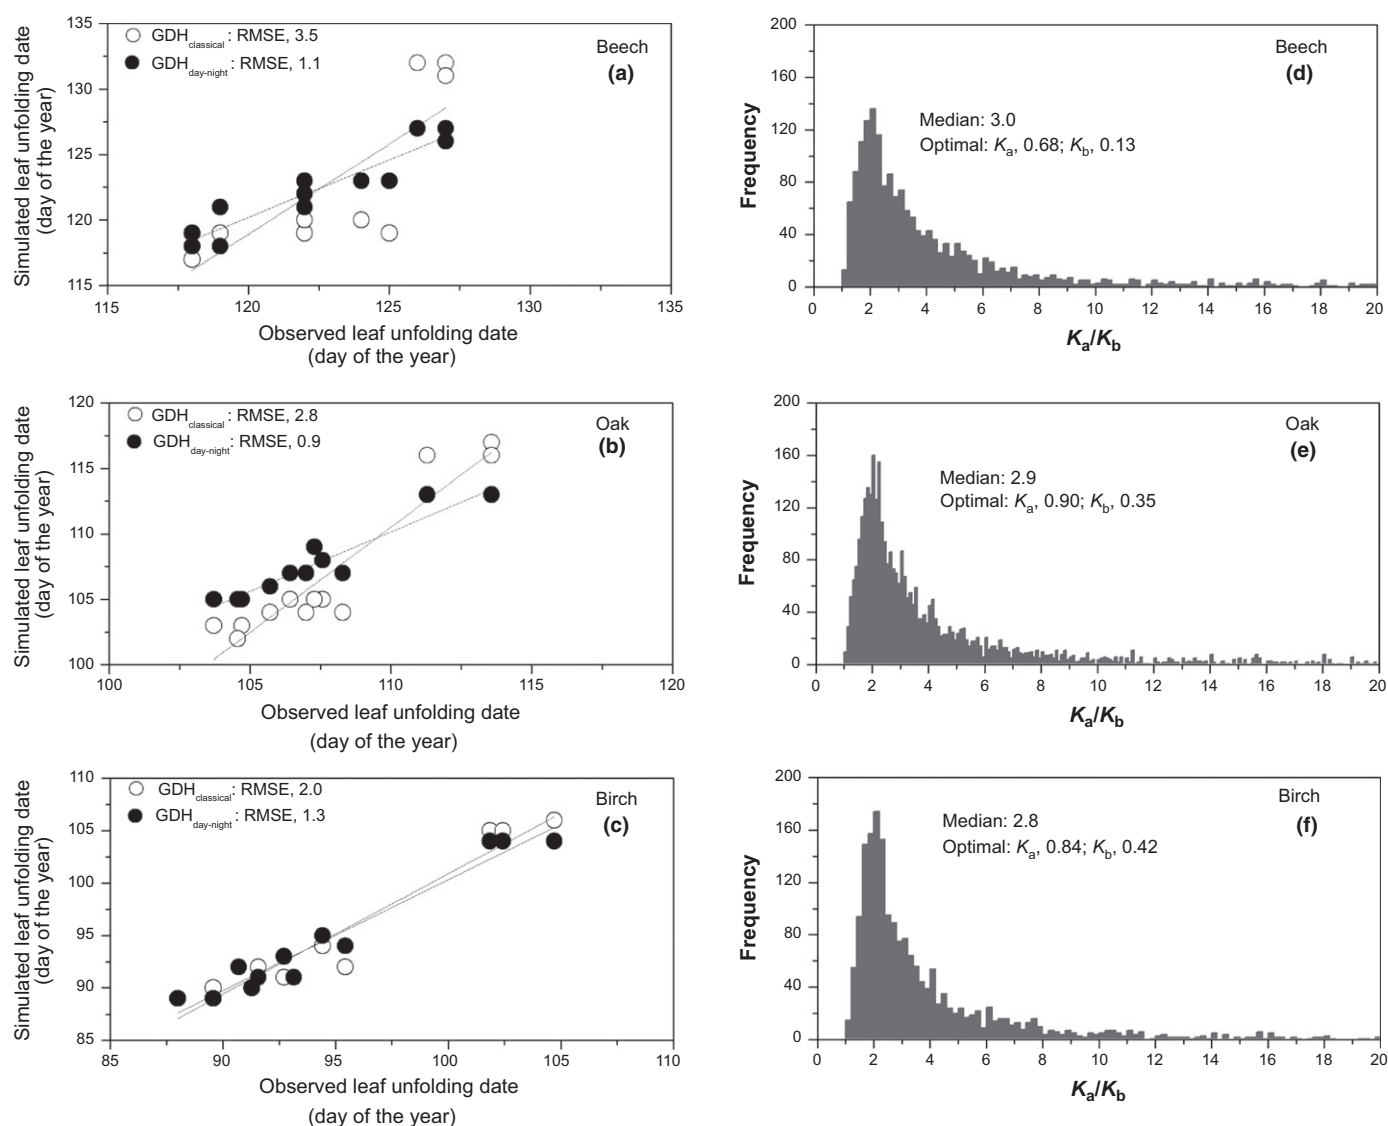 135
130
125
120
115
115
120
125
130
135
Simulated leaf unfolding date
(day of the year)
GDHclassical: RMSE, 3.5
GDHday-night: RMSE, 1.1
Beech
(a)
Observed leaf unfolding date
(day of the year)
200
160
120
80
40
0
0
2
4
6
8
10
12
14
16
18
20
Frequency
Beech
(d)
Median: 3.0
Optimal: Ka, 0.68; Kb, 0.13
Ka/Kb
120
115
110
105
100
100
105
110
115
120
Simulated leaf unfolding date
(day of the year)
GDHclassical: RMSE, 2.8
GDHday-night: RMSE, 0.9
Oak
(b)
Observed leaf unfolding date
(day of the year)
200
160
120
80
40
0
0
2
4
6
8
10
12
14
16
18
20
Frequency
Oak
(e)
Median: 2.9
Optimal: Ka, 0.90; Kb, 0.35
Ka/Kb
110
105
100
95
90
85
85
90
95
100
105
110
Simulated leaf unfolding date
(day of the year)
GDHclassical: RMSE, 2.0
GDHday-night: RMSE, 1.3
Birch
(c)
Observed leaf unfolding date
(day of the year)
200
160
120
80
40
0
0
2
4
6
8
10
12
14
16
18
20
Frequency
Birch
(f)
Median: 2.8
Optimal: Ka, 0.84; Kb, 0.42
Ka/Kb